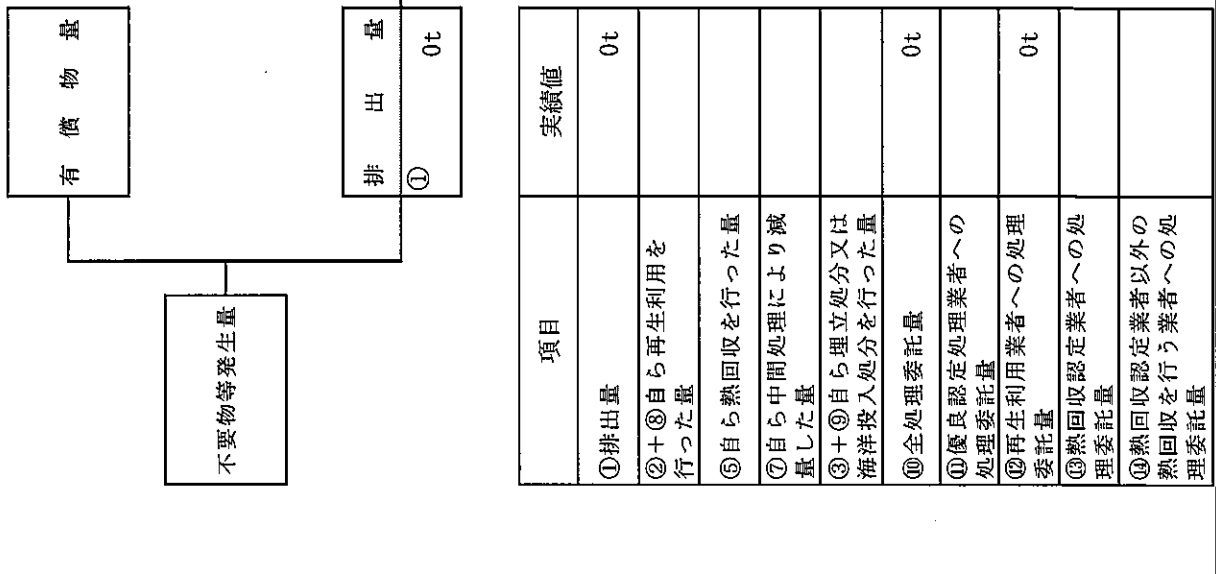 不要物等発生量
有償物量
排出量
① 0t
項目 実績値
①排出量 0t
②＋⑧自ら再生利用を
行った量
⑤自ら熱回収を行った量
⑦自ら中間処理により減
量した量
③＋⑨自ら埋立処分又は
海洋投入処分を行った量
⑩全処理委託量 0t
⑪優良認定処理業者への
処理委託量
⑫再生利用業者への処理
委託量 0t
⑬熱回収認定業者への処
理委託量
⑭熱回収認定業者以外の
熱回収を行う業者への処
理委託量